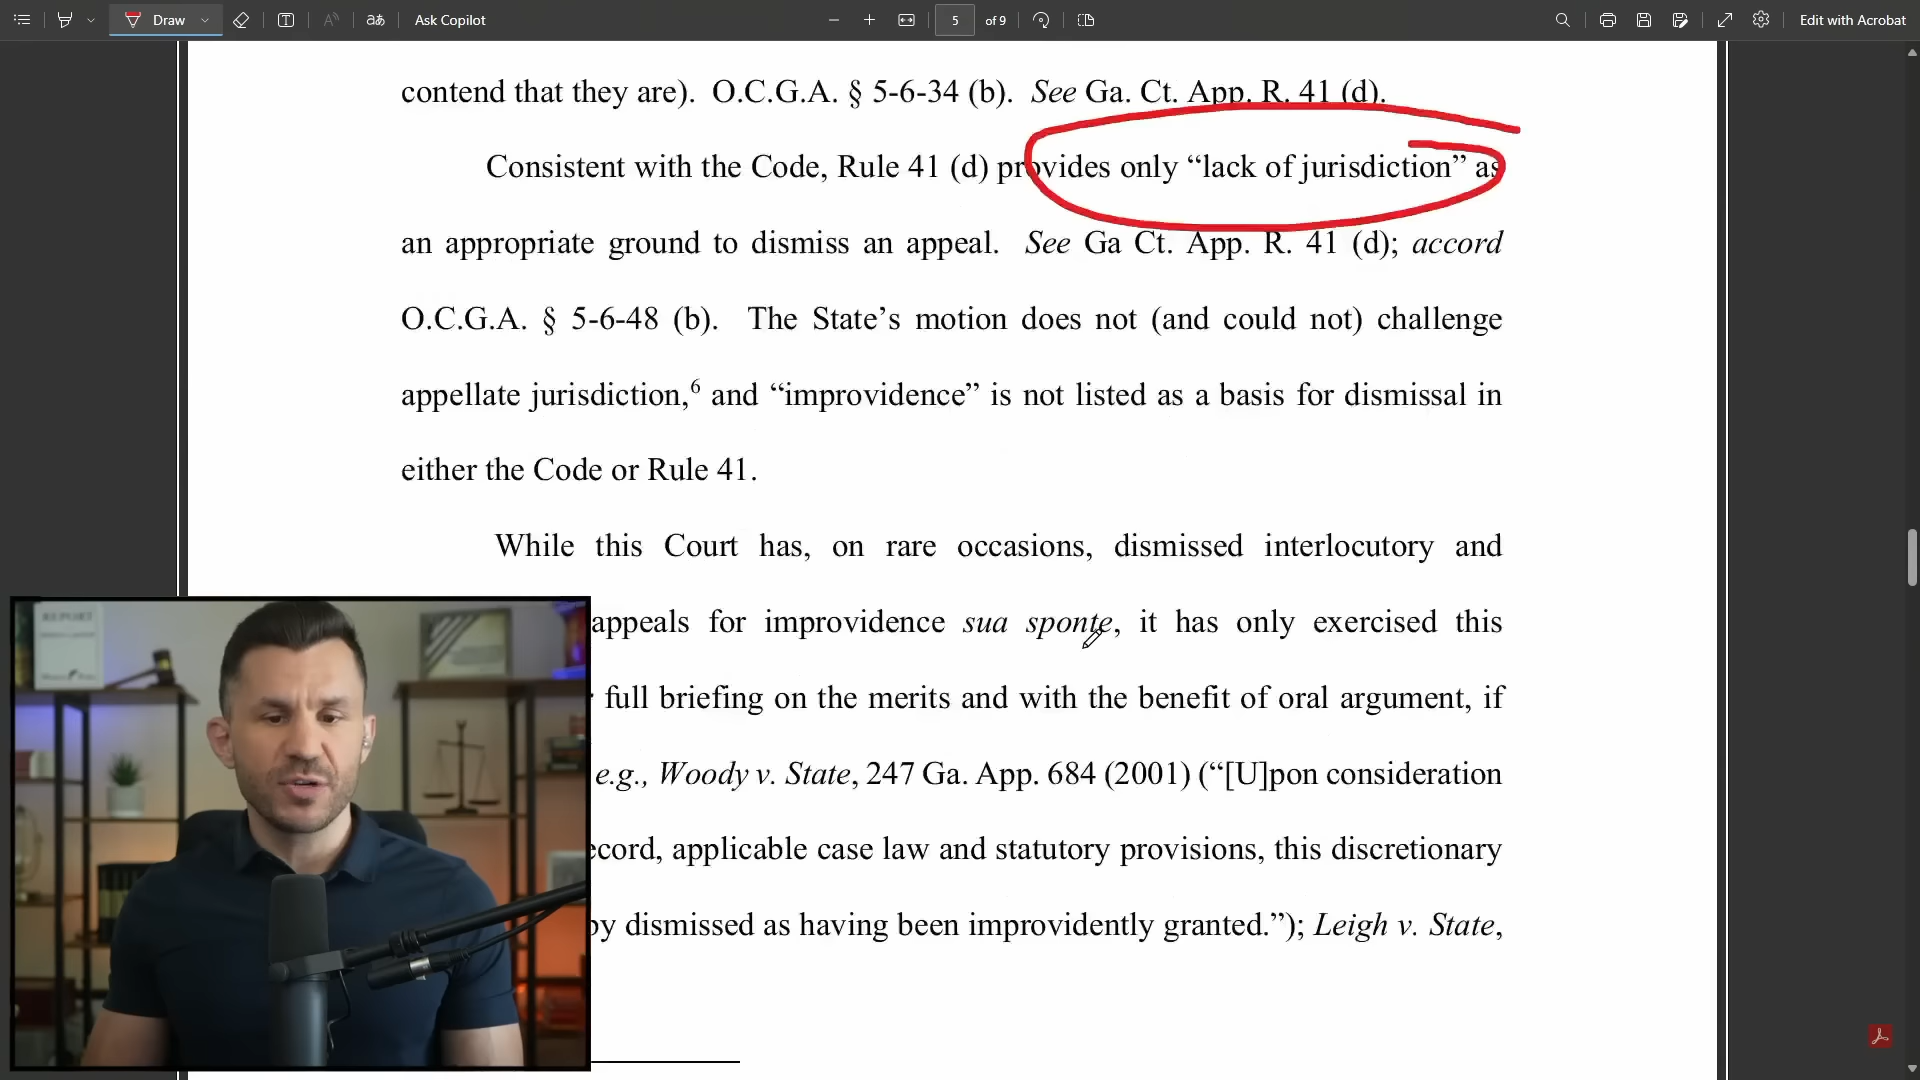 Draw
Ask Copilot
5 of 9
Edit with Acrobat
contend that they are). O.C.G.A. § 5-6-34 (b). See Ga. Ct. App. R. 41 (d).
Consistent with the Code, Rule 41 (d) provides only “lack of jurisdiction” as
an appropriate ground to dismiss an appeal. See Ga Ct. App. R. 41 (d); accord
O.C.G.A. § 5-6-48 (b). The State’s motion does not (and could not) challenge
appellate jurisdiction,6 and “improvidence” is not listed as a basis for dismissal in
either the Code or Rule 41.
While this Court has, on rare occasions, dismissed interlocutory and
appeals for improvidence sua sponte, it has only exercised this
full briefing on the merits and with the benefit of oral argument, if
e.g., Woody v. State, 247 Ga. App. 684 (2001) (“[U]pon consideration
ecord, applicable case law and statutory provisions, this discretionary
by dismissed as having been improvidently granted.”); Leigh v. State,
REPORT